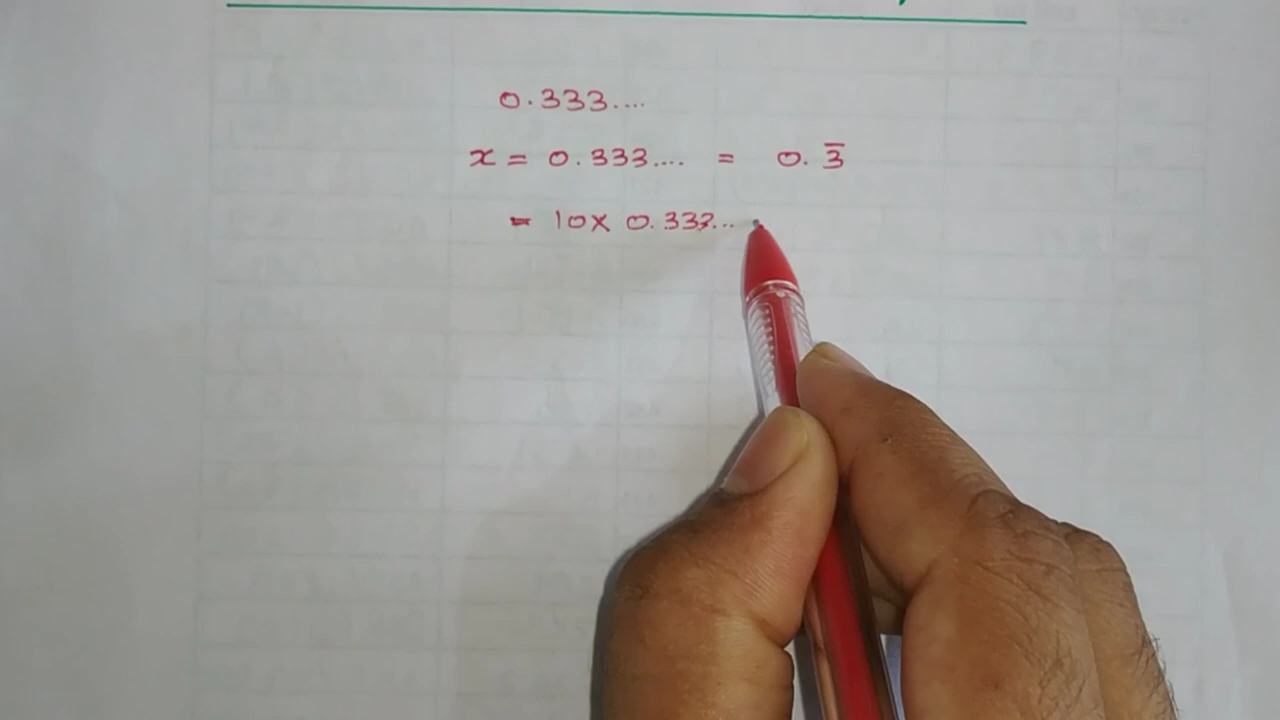 0.333....
x = 0.333.... = 0.3̅
= 10x 0.333...